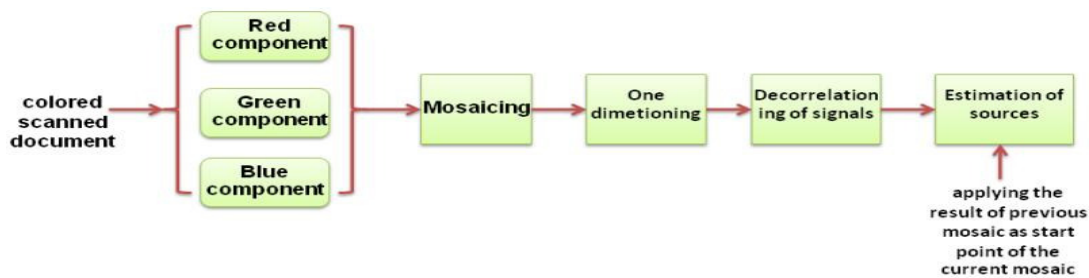 colored
scanned
document
Red
component
Green
component
Blue
component
Mosaicing
One
dimetioning
Decorrelation
ing of signals
Estimation of
sources
applying the
result of previous
mosaic as start
point of the
current mosaic